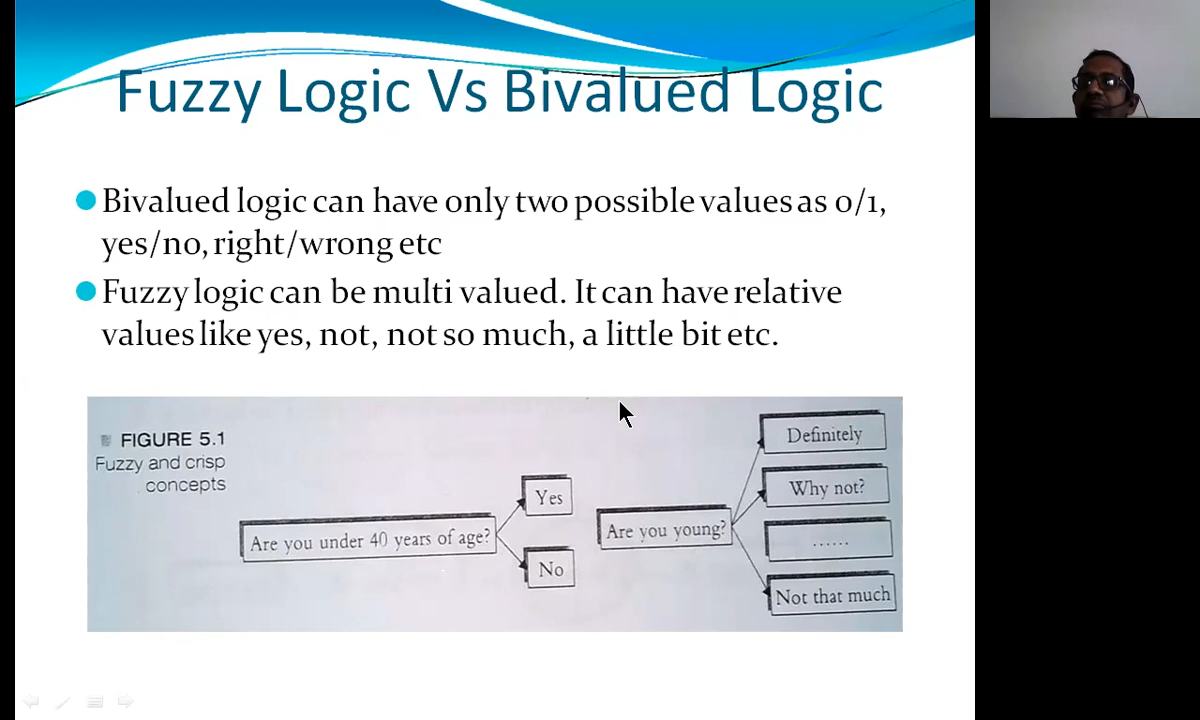 Fuzzy Logic Vs Bivalued Logic
Bivalued logic can have only two possible values as 0/1,
yes/no, right/wrong etc
Fuzzy logic can be multi valued. It can have relative
values like yes, not, not so much, a little bit etc.
FIGURE 5.1
Fuzzy and crisp
concepts
Are you under 40 years of age?
Yes
No
Are you young?
Definitely
Why not?
......
Not that much